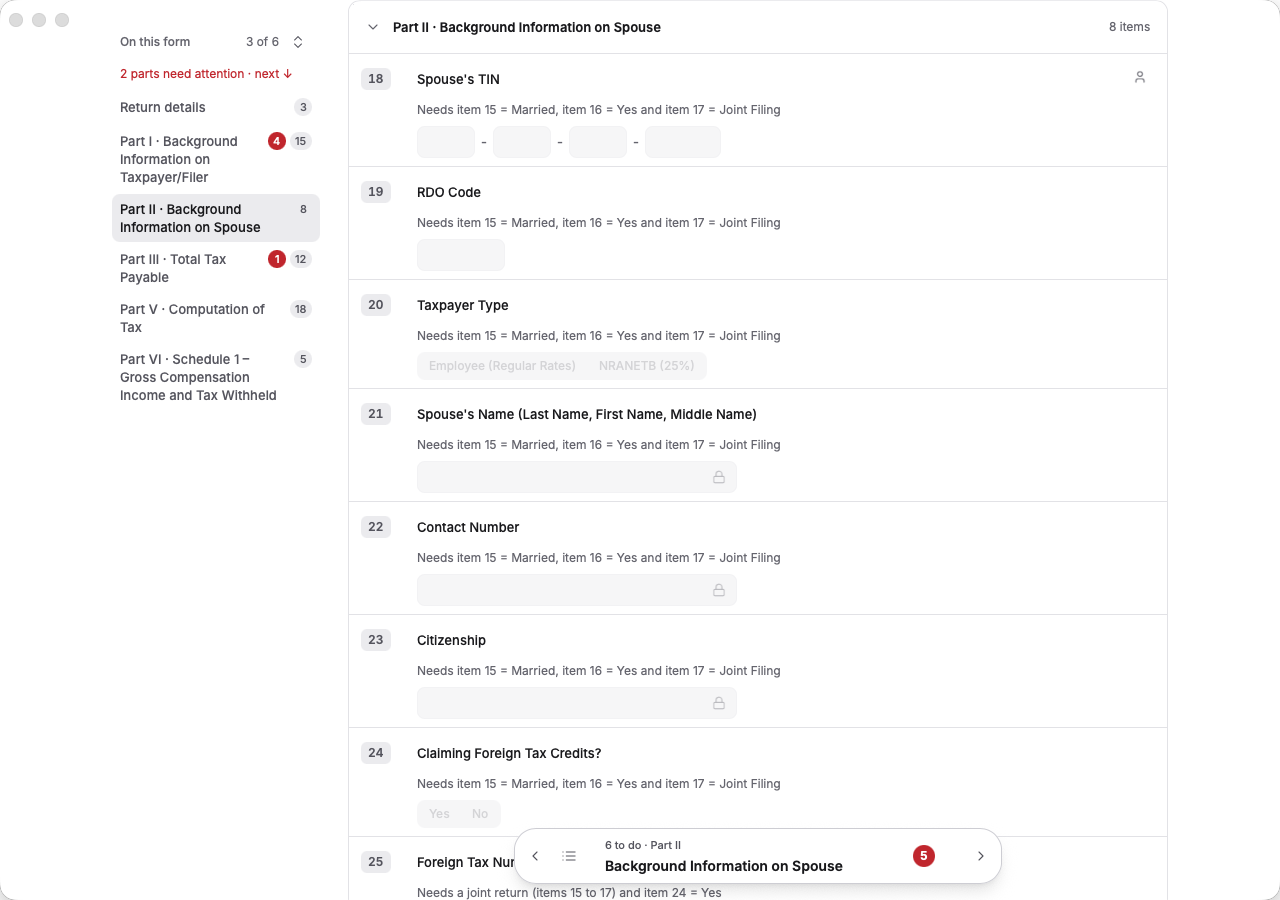 On this form
3 of 6
2 parts need attention · next ↓
Return details
3
Part I · Background Information on Taxpayer/Filer
4
15
Part II · Background Information on Spouse
8
Part III · Total Tax Payable
1
12
Part V · Computation of Tax
18
Part VI · Schedule 1 – Gross Compensation Income and Tax Withheld
5
Part II · Background Information on Spouse
8 items
18
Spouse's TIN
Needs item 15 = Married, item 16 = Yes and item 17 = Joint Filing
- - -
19
RDO Code
Needs item 15 = Married, item 16 = Yes and item 17 = Joint Filing
20
Taxpayer Type
Needs item 15 = Married, item 16 = Yes and item 17 = Joint Filing
Employee (Regular Rates)
NRANETB (25%)
21
Spouse's Name (Last Name, First Name, Middle Name)
Needs item 15 = Married, item 16 = Yes and item 17 = Joint Filing
22
Contact Number
Needs item 15 = Married, item 16 = Yes and item 17 = Joint Filing
23
Citizenship
Needs item 15 = Married, item 16 = Yes and item 17 = Joint Filing
24
Claiming Foreign Tax Credits?
Needs item 15 = Married, item 16 = Yes and item 17 = Joint Filing
Yes
No
25
Foreign Tax
Needs a joint return (items 15 to 17) and item 24 = Yes
6 to do · Part II
Background Information on Spouse
5